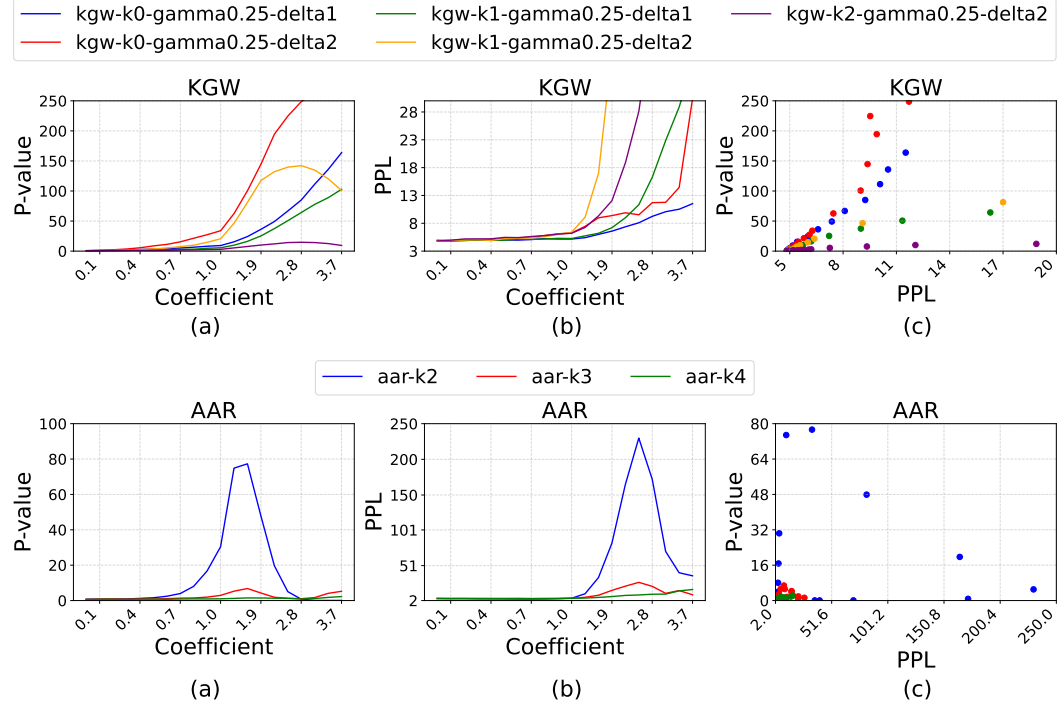 kgw-k0-gamma0.25-delta1 kgw-k1-gamma0.25-delta1 kgw-k2-gamma0.25-delta2
kgw-k0-gamma0.25-delta2 kgw-k1-gamma0.25-delta2
KGW
P-value
250
200
150
100
50
0
0.1 0.4 0.7 1.0 1.9 2.8 3.7
Coefficient
(a)
KGW
PPL
28
23
18
13
8
3
0.1 0.4 0.7 1.0 1.9 2.8 3.7
Coefficient
(b)
KGW
P-value
250
200
150
100
50
0
5 8 11 14 17 20
PPL
(c)
aar-k2 aar-k3 aar-k4
AAR
P-value
100
80
60
40
20
0
0.1 0.4 0.7 1.0 1.9 2.8 3.7
Coefficient
(a)
AAR
PPL
250
200
150
101
51
2
0.1 0.4 0.7 1.0 1.9 2.8 3.7
Coefficient
(b)
AAR
P-value
80
64
48
32
16
0
2.0 51.6 101.2 150.8 200.4 250.0
PPL
(c)